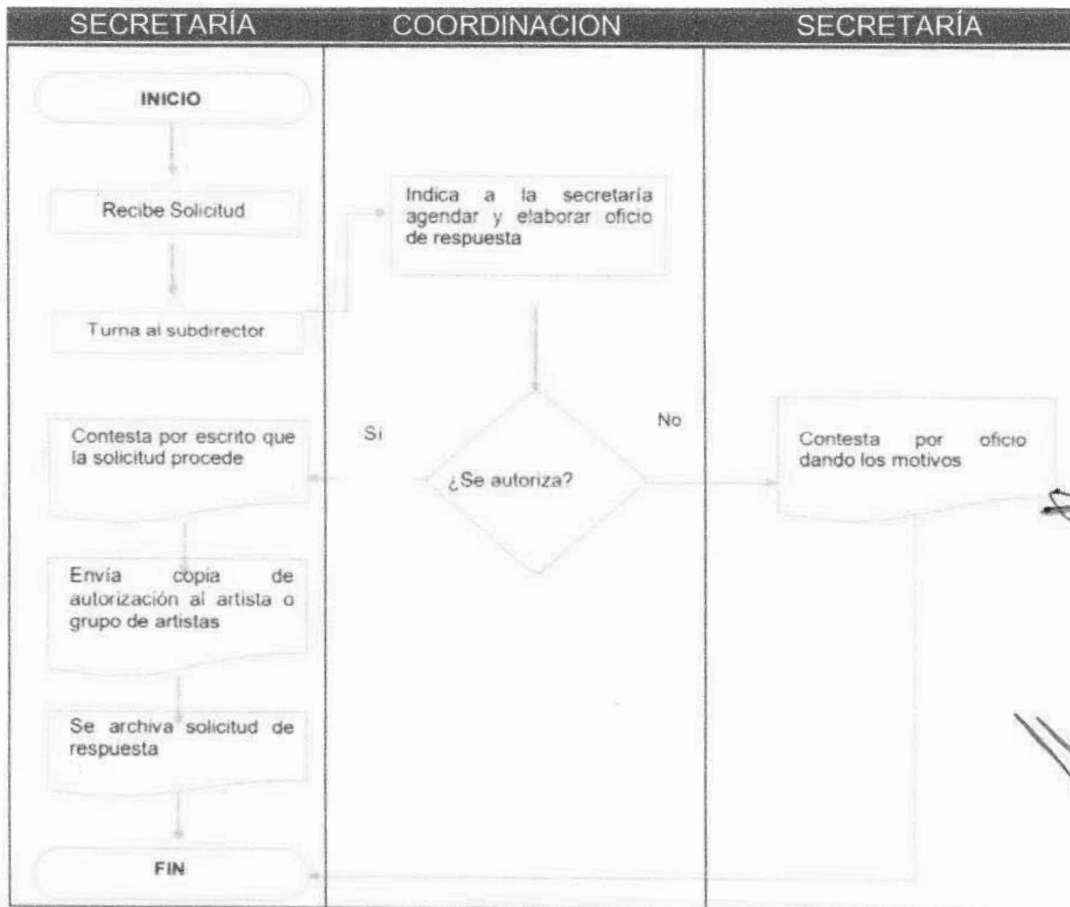 SECRETARÍA
COORDINACION
SECRETARÍA
INICIO
Recibe Solicitud
Turna al subdirector
Indica a la secretaría
agendar y elaborar oficio
de respuesta
¿Se autoriza?
Sí
No
Contesta por escrito que
la solicitud procede
Contesta por oficio
dando los motivos
Envía copia de
autorización al artista o
grupo de artistas
Se archiva solicitud de
respuesta
FIN